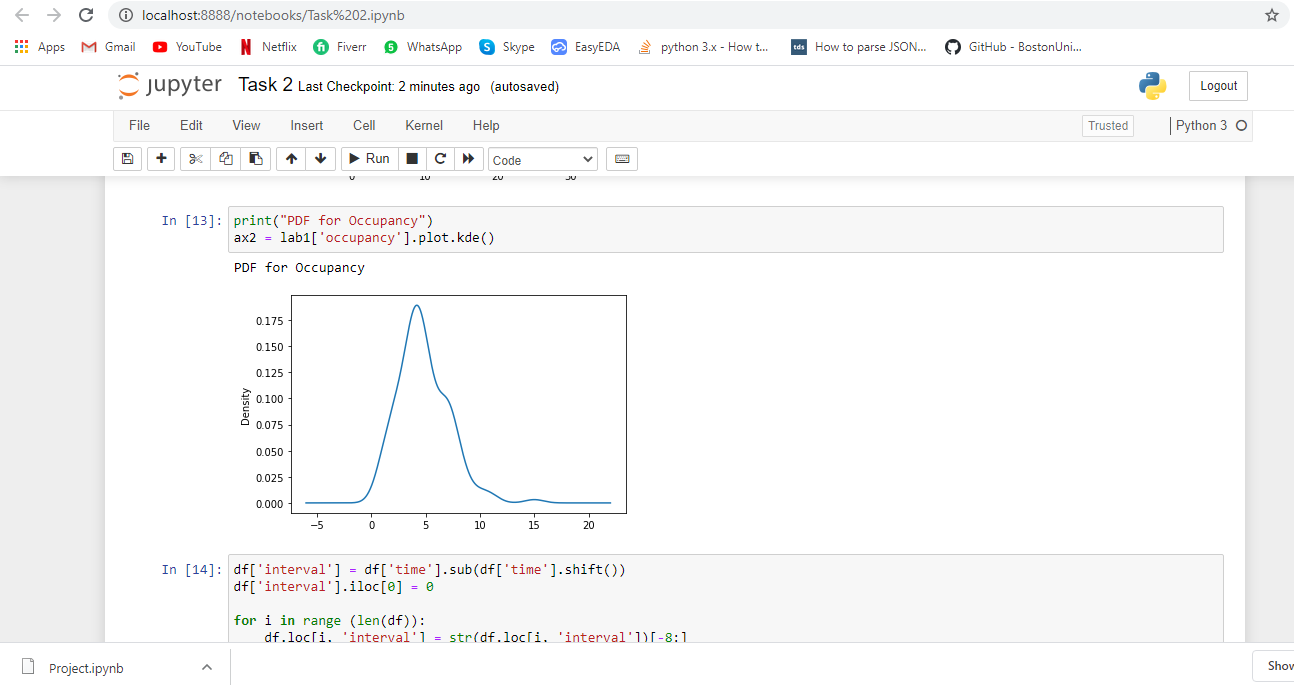 localhost:8888/notebooks/Task%202.ipynb
Apps Gmail YouTube Netflix Fiverr 5 WhatsApp S Skype EasyEDA python 3.x - How t... tds How to parse JSON... GitHub - BostonUni...
jupyter Task 2 Last Checkpoint: 2 minutes ago (autosaved) Logout
File Edit View Insert Cell Kernel Help Trusted Python 3
Run Code
0 10 20 30
In [13]: print("PDF for Occupancy")
ax2 = lab1['occupancy'].plot.kde()
PDF for Occupancy
0.175
0.150
0.125
0.100
0.075
0.050
0.025
0.000
Density
−5 0 5 10 15 20
In [14]: df['interval'] = df['time'].sub(df['time'].shift())
df['interval'].iloc[0] = 0
for i in range (len(df)):
df.loc[i, 'interval'] = str(df.loc[i, 'interval'])[-8:]
Project.ipynb Show